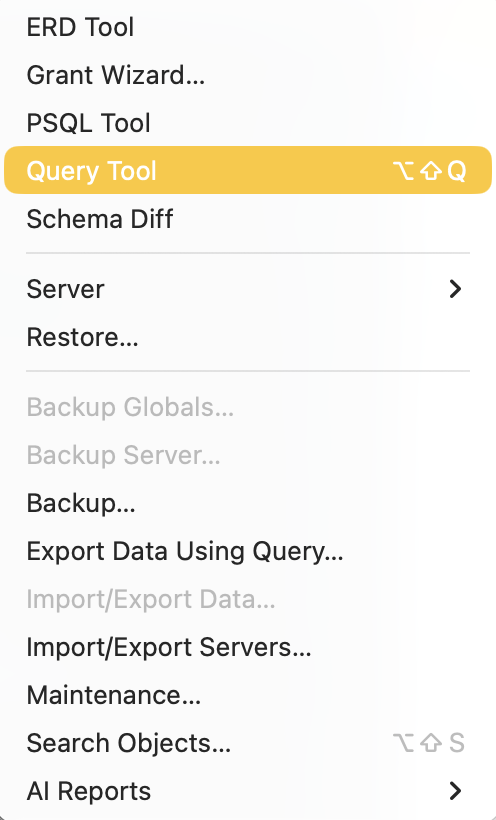 ERD Tool
Grant Wizard...
PSQL Tool
Query Tool ⌥⇧Q
Schema Diff
Server
Restore...
Backup Globals...
Backup Server...
Backup...
Export Data Using Query...
Import/Export Data...
Import/Export Servers...
Maintenance...
Search Objects... ⌥⇧S
AI Reports